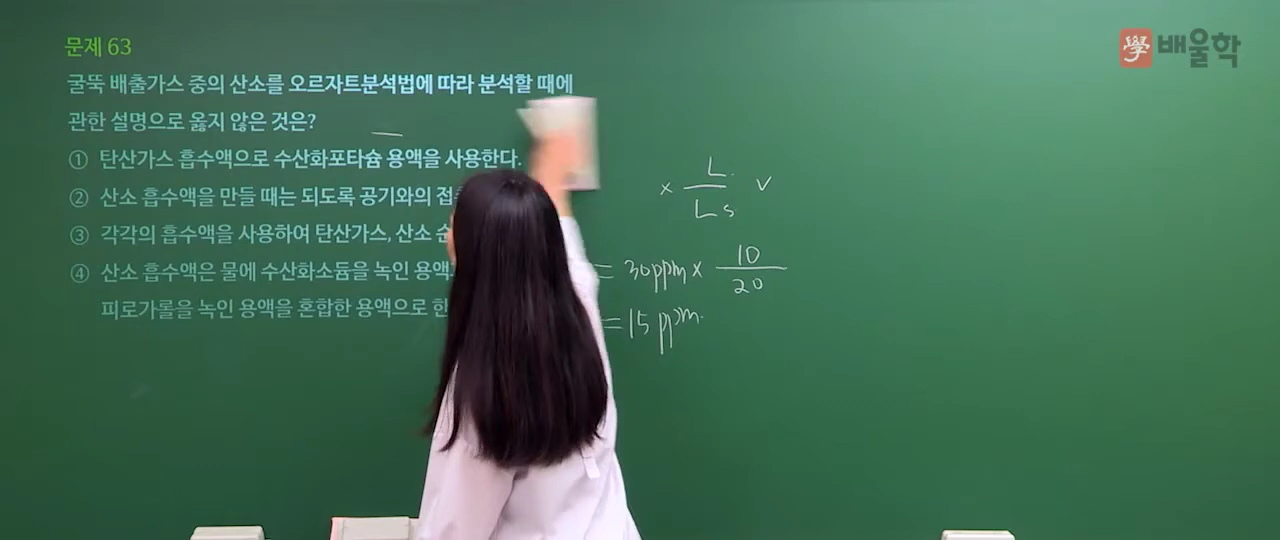 문제 63
굴뚝 배출가스 중의 산소를 오르자트분석법에 따라 분석할 때에
관한 설명으로 옳지 않은 것은?
① 탄산가스 흡수액으로 수산화포타슘 용액을 사용한다.
② 산소 흡수액을 만들 때는 되도록 공기와의
③ 각각의 흡수액을 사용하여 탄산가스, 산소
④ 산소 흡수액은 물에 수산화소듐을 녹인
피로가롤을 녹인 용액을 혼합한 용액으로
學 배울학
× L / Ls v
= 30ppm × 10 / 20
= 15 ppm.